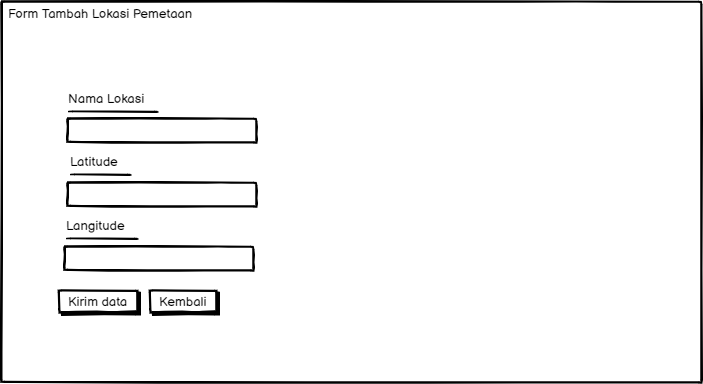 Form Tambah Lokasi Pemetaan
Nama Lokasi
Latitude
Langitude
Kirim data Kembali